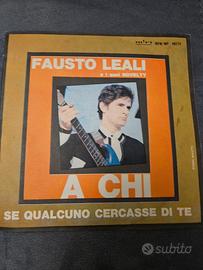 FAUSTO LEALI
e i suoi NOVELTY
A CHI
SE QUALCUNO CERCASSE DI TE
subito